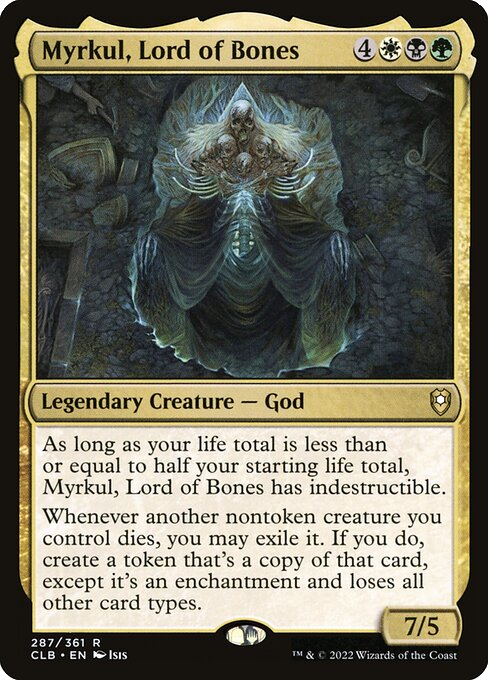 Myrkul, Lord of Bones 4
Legendary Creature — God
As long as your life total is less than
or equal to half your starting life total,
Myrkul, Lord of Bones has indestructible.
Whenever another nontoken creature you
control dies, you may exile it. If you do,
create a token that's a copy of that card,
except it's an enchantment and loses all
other card types.
7/5
287/361 R
CLB • EN Isis ™ & © 2022 Wizards of the Coast